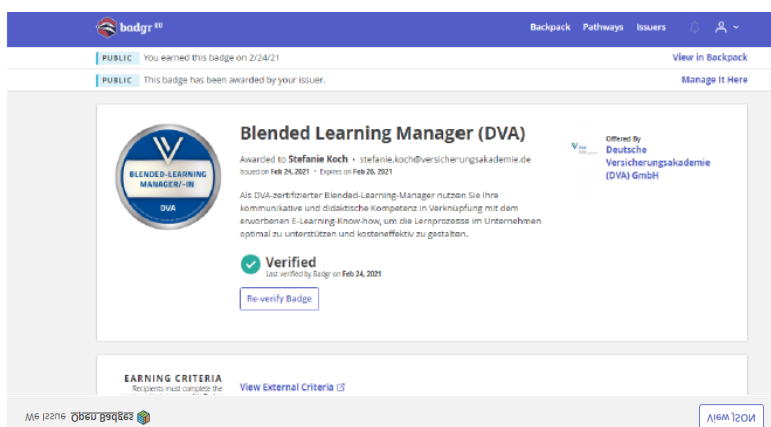 badgr EU
Backpack Pathways Issuers
PUBLIC You earned this badge on 2/24/21
View in Backpack
PUBLIC This badge has been awarded by your issuer.
Manage It Here
BLENDED-LEARNING
MANAGER/-IN
DVA
Blended Learning Manager (DVA)
Awarded to Stefanie Koch • stefanie.koch@versicherungsakademie.de
Issued on Feb 24, 2021 • Expires on Feb 26, 2021
Als DVA-zertifizierter Blended-Learning-Manager nutzen Sie Ihre
kommunikative und didaktische Kompetenz in Verknüpfung mit dem
erworbenen E-Learning-Know-how, um die Lernprozesse im Unternehmen
optimal zu unterstützen und kosteneffektiv zu gestalten.
Verified
Last verified by Badgr on Feb 24, 2021
Re-verify Badge
Offered By
Deutsche
Versicherungsakademie
(DVA) GmbH
EARNING CRITERIA
Recipients must complete the
View External Criteria
We issue Open Badges
View JSON